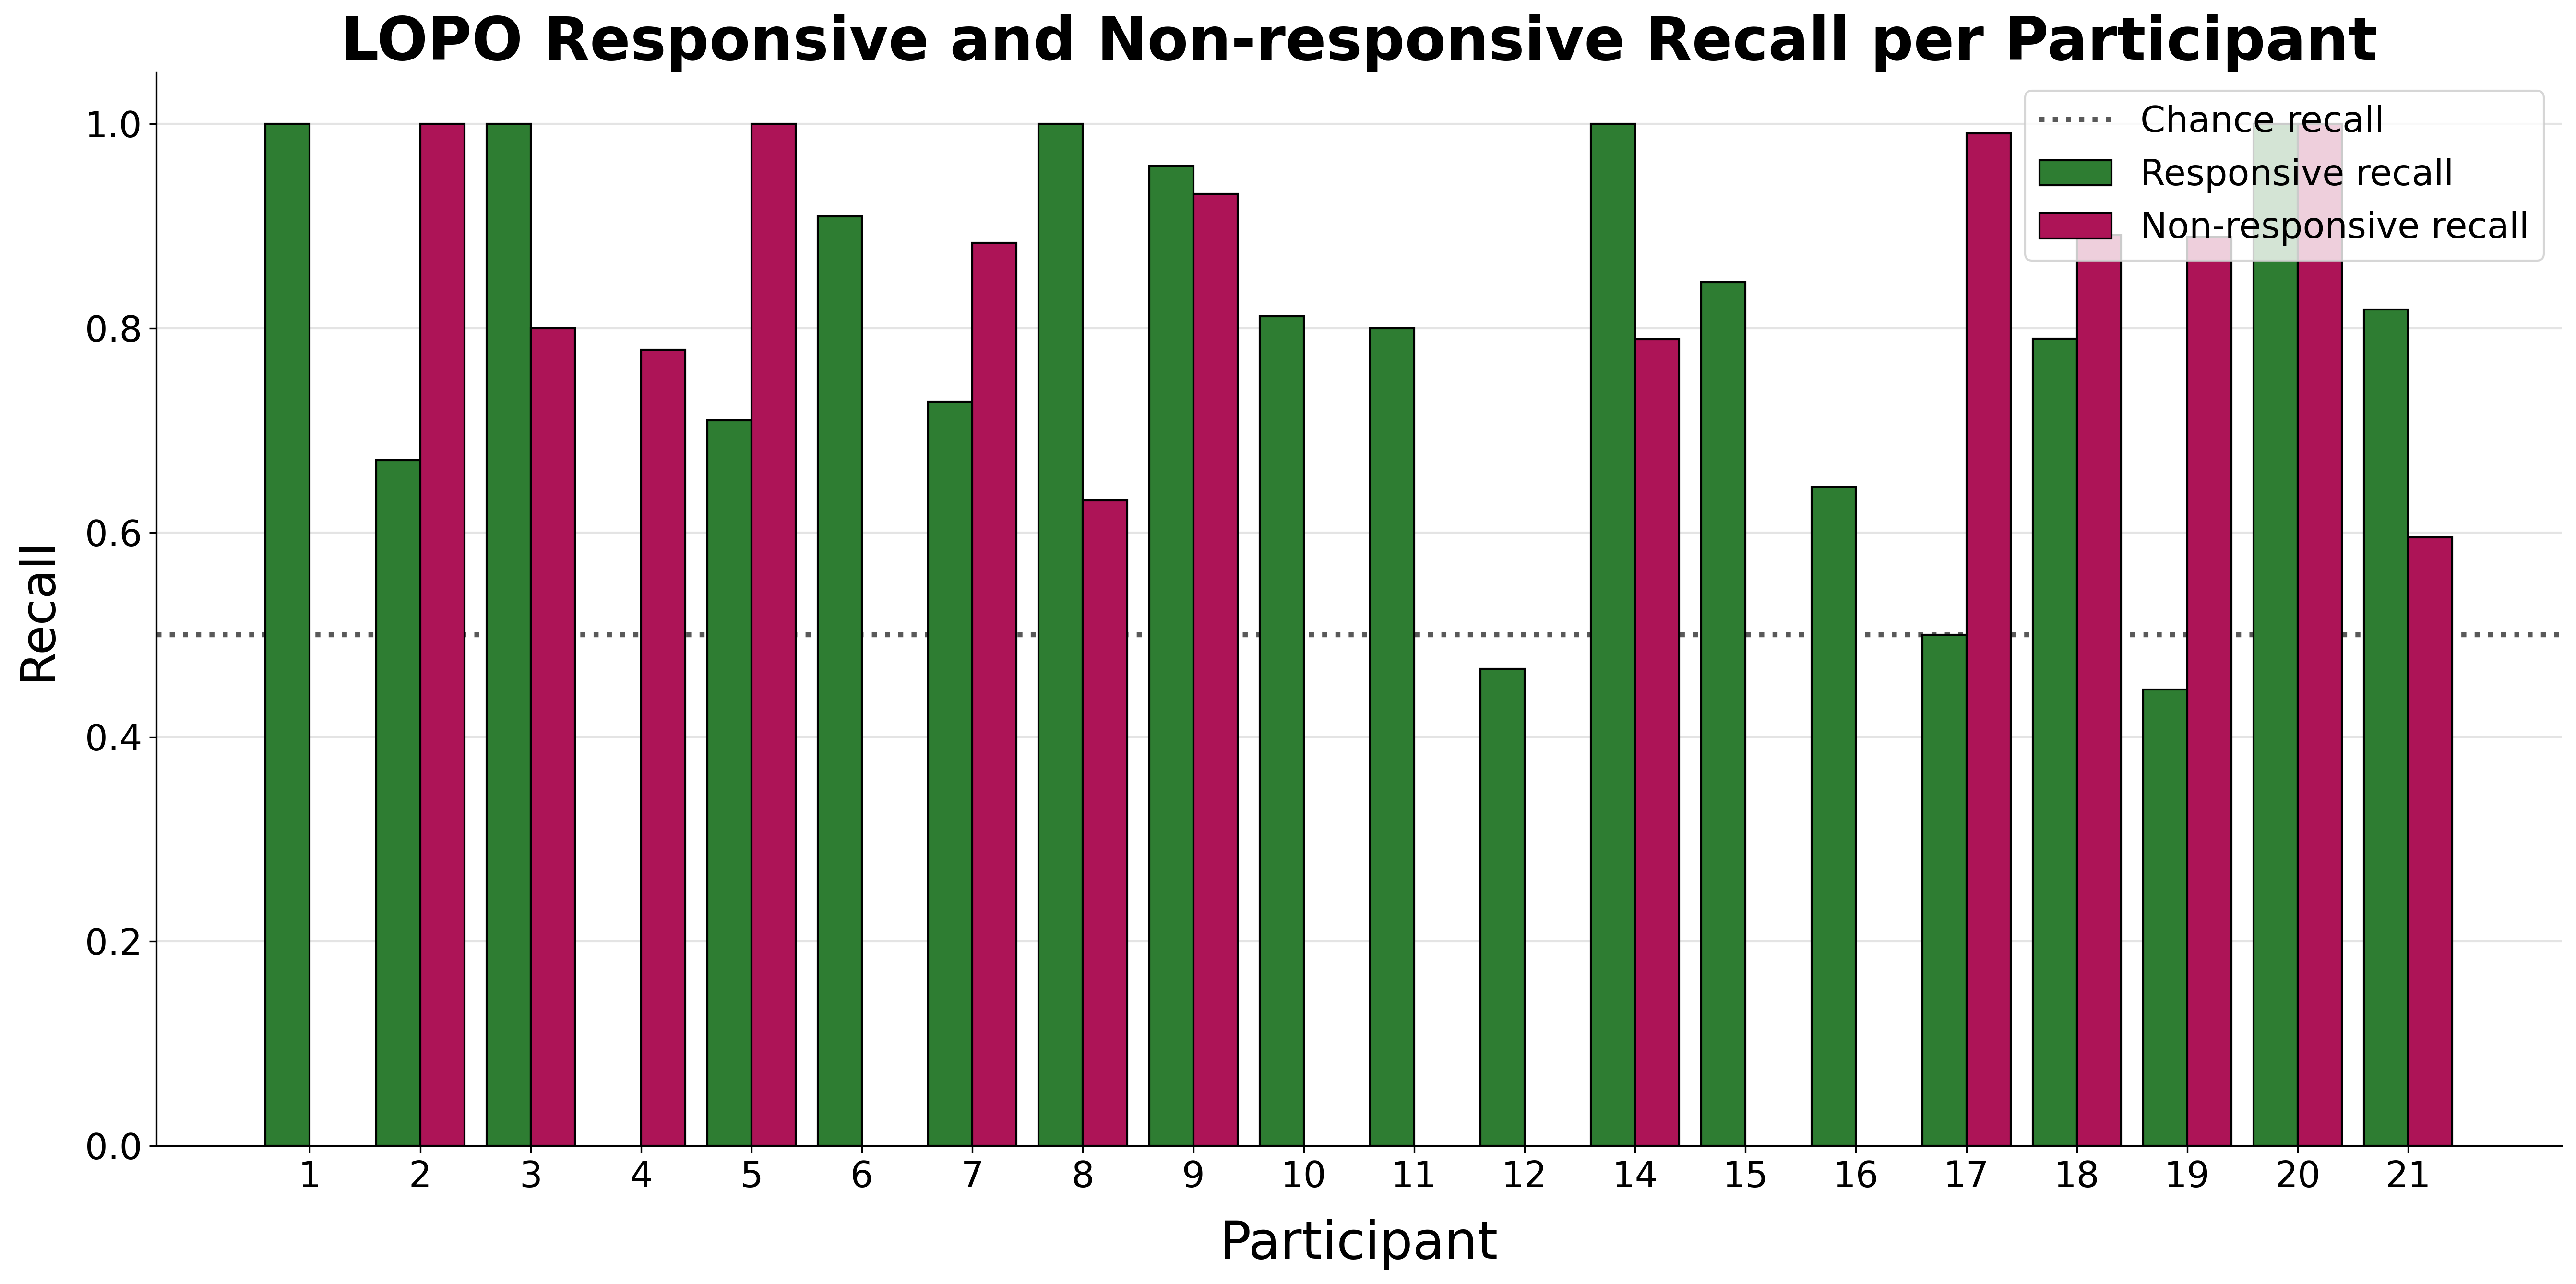 LOPO Responsive and Non-responsive Recall per Participant
Chance recall
Responsive recall
Non-responsive recall
Recall
1.0
0.8
0.6
0.4
0.2
0.0
1 2 3 4 5 6 7 8 9 10 11 12 14 15 16 17 18 19 20 21
Participant